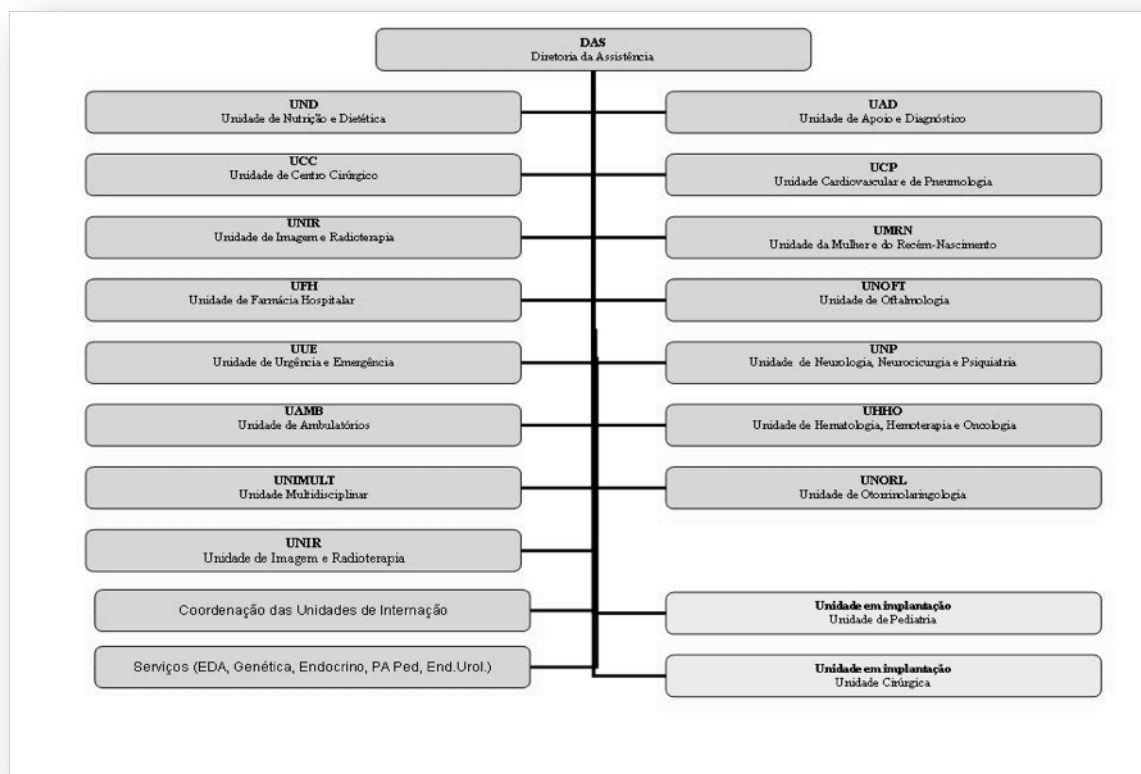 DAS
Diretoria da Assistência
UND
Unidade de Nutrição e Dietética
UAD
Unidade de Apoio e Diagnóstico
UCC
Unidade de Centro Cirúrgico
UCP
Unidade Cardiovascular e de Pneumologia
UNIR
Unidade de Imagem e Radioterapia
UMRN
Unidade da Mulher e do Recém-Nascimento
UFH
Unidade de Farmácia Hospitalar
UNOFT
Unidade de Oftalmologia
UUE
Unidade de Urgência e Emergência
UNP
Unidade de Neurologia, Neurocicurgia e Psiquiatria
UAMB
Unidade de Ambulatórios
UHHO
Unidade de Hematologia, Hemoterapia e Oncologia
UNIMULT
Unidade Multidisciplinar
UNORL
Unidade de Otorrinolaringologia
UNIR
Unidade de Imagem e Radioterapia
Coordenação das Unidades de Internação
Unidade em implantação
Unidade de Pediatria
Serviços (EDA, Genética, Endocrino, PA Ped, End.Urol.)
Unidade em implantação
Unidade Cirúrgica